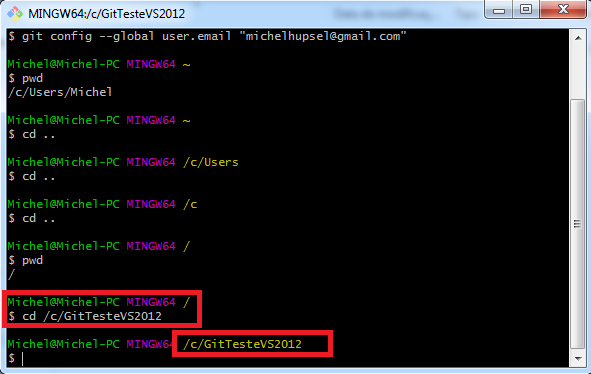 MINGW64:/c/GitTesteVS2012
$ git config --global user.email "michelhupsel@gmail.com"
Michel@Michel-PC MINGW64 ~
$ pwd
/c/Users/Michel
Michel@Michel-PC MINGW64 ~
$ cd ..
Michel@Michel-PC MINGW64 /c/Users
$ cd ..
Michel@Michel-PC MINGW64 /c
$ cd ..
Michel@Michel-PC MINGW64 /
$ pwd
/
Michel@Michel-PC MINGW64 /
$ cd /c/GitTesteVS2012
Michel@Michel-PC MINGW64 /c/GitTesteVS2012
$